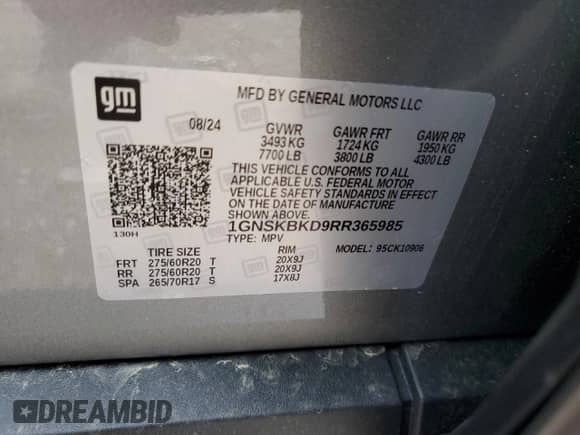 gm
MFD BY GENERAL MOTORS LLC
08/24 GVWR GAWR FRT GAWR RR
3493 KG 1724 KG 1950 KG
7700 LB 3800 LB 4300 LB
THIS VEHICLE CONFORMS TO ALL
APPLICABLE U.S. FEDERAL MOTOR
VEHICLE SAFETY STANDARDS IN EFFECT
ON THE DATE OF MANUFACTURE
SHOWN ABOVE.
130H
1GNSKBKD9RR365985
TYPE: MPV MODEL: 95CK10906
TIRE SIZE RIM
FRT 275/60R20 T 20X9J
RR 275/60R20 T 20X9J
SPA 265/70R17 S 17X8J
DREAMBID